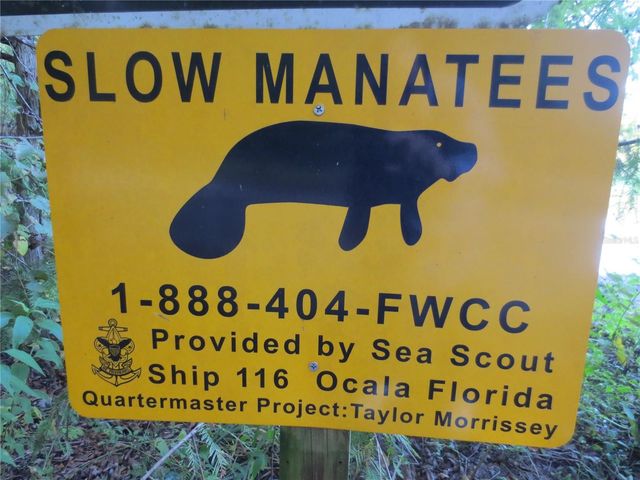 SLOW MANATEES
1-888-404-FWCC
Provided by Sea Scout
Ship 116 Ocala Florida
Quartermaster Project:Taylor Morrissey